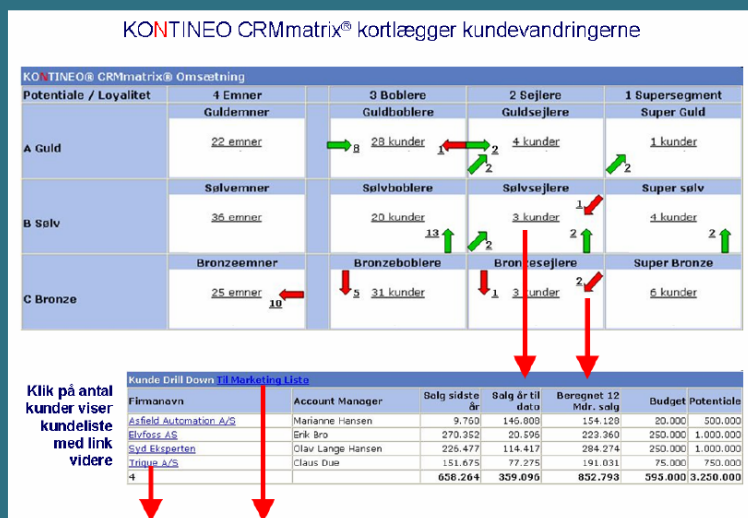 KONTINEO CRMmatrix® kortlægger kundevandringerne
KONTINEO® CRMmatrix® Omsætning
Potentiale / Loyalitet 4 Emner 3 Boblere 2 Sejlere 1 Supersegment
Guldemner Guldboblere Guldsejlere Super Guld
A Guld 22 emner 8 28 kunder 1 2 4 kunder 1 kunder
2 2
Sølvemner Sølvboblere Sølvsejlere Super sølv
B Sølv 36 emner 20 kunder 3 kunder 1 4 kunder
13 2 2 2
Bronzeemner Bronzeboblere Bronzesejlere Super Bronze
C Bronze 25 emner 10 5 31 kunder 1 3 kunder 2 6 kunder
Klik på antal
kunder viser
kundeliste
med link
videre
Kunde Drill Down Til Marketing Liste
Firmanavn Account Manager Salg sidste år Salg år til dato Beregnet 12 Mdr. salg Budget Potentiale
Asfield Automation A/S Marianne Hansen 9.760 146.808 154.128 20.000 500.000
Elvfoss AS Erik Bro 270.352 20.596 223.360 250.000 1.000.000
Syd Eksperten Olav Lange Hansen 226.477 114.417 284.274 250.000 1.000.000
Trique A/S Claus Due 151.675 77.275 191.031 75.000 750.000
4 658.264 359.096 852.793 595.000 3.250.000